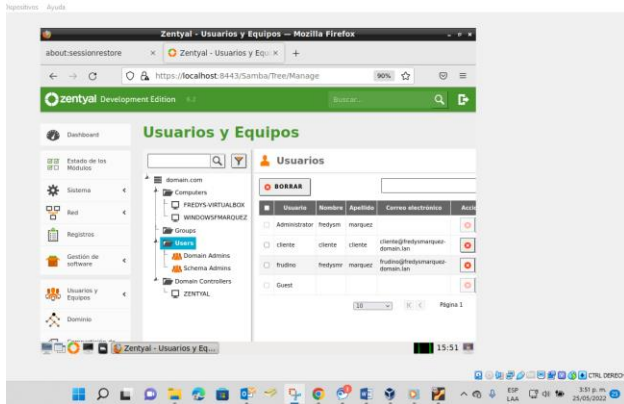 Dispositivos Ayuda
Zentyal - Usuarios y Equipos — Mozilla Firefox
about:sessionrestore
Zentyal - Usuarios y Equ
https://localhost:8443/Samba/Tree/Manage
90%
zentyal Development Edition 6.2
Buscar...
Dashboard
Usuarios y Equipos
Estado de los Módulos
Sistema
Red
Registros
Gestión de software
Usuarios y Equipos
Dominio
domain.com
Computers
FREDYS-VIRTUALBOX
WINDOWSFMARQUEZ
Groups
Users
Domain Admins
Schema Admins
Domain Controllers
ZENTYAL
Usuarios
BORRAR
Usuario Nombre Apellido Correo electrónico Acció
Administrator fredysm marquez
cliente cliente cliente cliente@fredysmarquez-domain.lan
frudino fredysmr marquez frudino@fredysmarquez-domain.lan
Guest
10 Página 1
Zentyal - Usuarios y Eq...
15:51
CTRL DERECHO
ESP
LAA
3:51 p. m.
25/05/2022